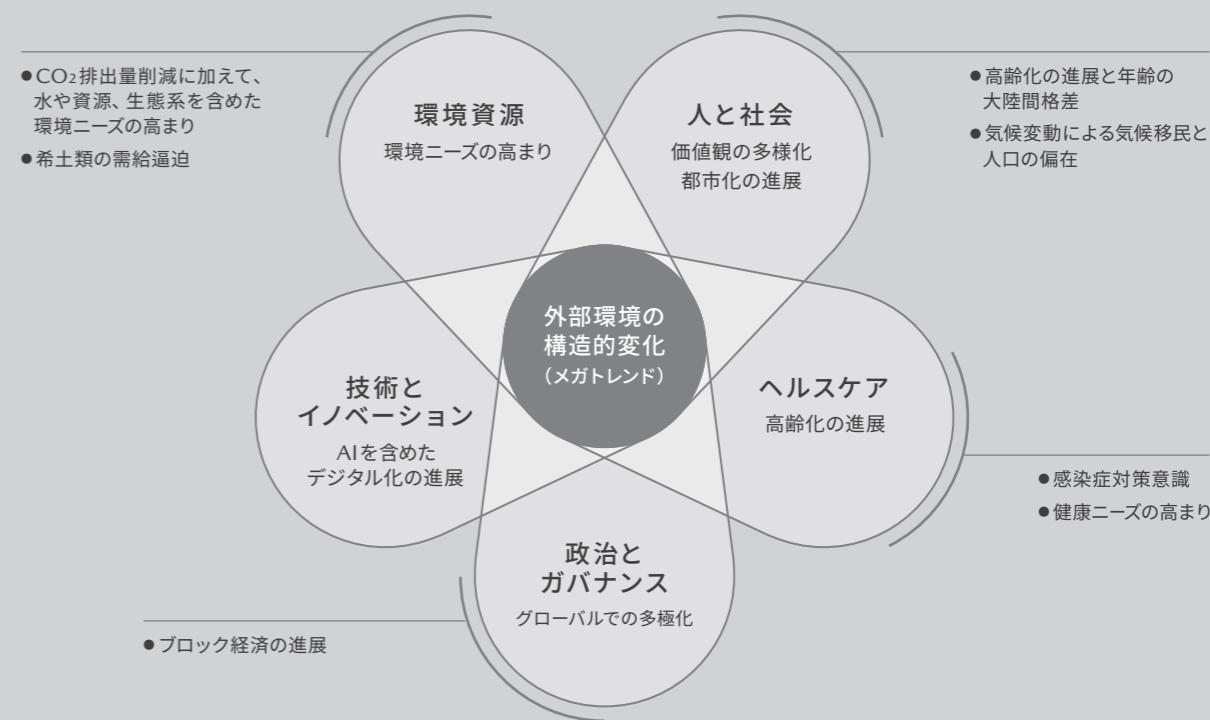 ●CO₂排出量削減に加えて、
水や資源、生態系を含めた
環境ニーズの高まり
●希土類の需給逼迫
環境資源
環境ニーズの高まり
人と社会
価値観の多様化
都市化の進展
●高齢化の進展と年齢の
大陸間格差
●気候変動による気候移民と
人口の偏在
外部環境の
構造的変化
（メガトレンド）
技術と
イノベーション
AIを含めた
デジタル化の進展
ヘルスケア
高齢化の進展
●感染症対策意識
●健康ニーズの高まり
政治と
ガバナンス
グローバルでの多極化
●ブロック経済の進展